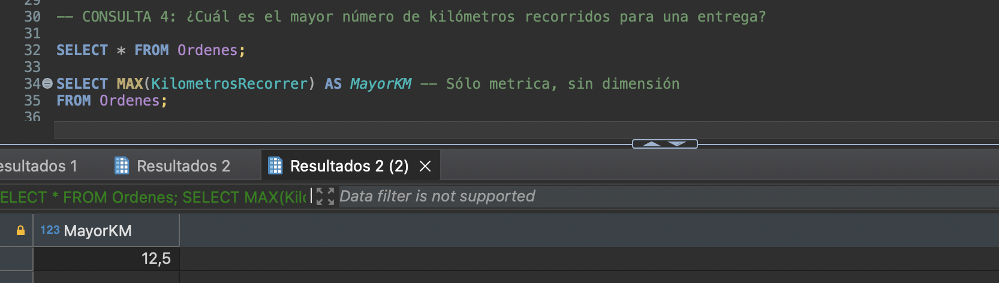 29
30 -- CONSULTA 4: ¿Cuál es el mayor número de kilómetros recorridos para una entrega?
31
32 SELECT * FROM Ordenes;
33
34 SELECT MAX(KilometrosRecorrer) AS MayorKM -- Sólo metrica, sin dimensión
35 FROM Ordenes;
36
esultados 1 Resultados 2 Resultados 2 (2)
ELECT * FROM Ordenes; SELECT MAX(Kilo Data filter is not supported
123 MayorKM
12,5